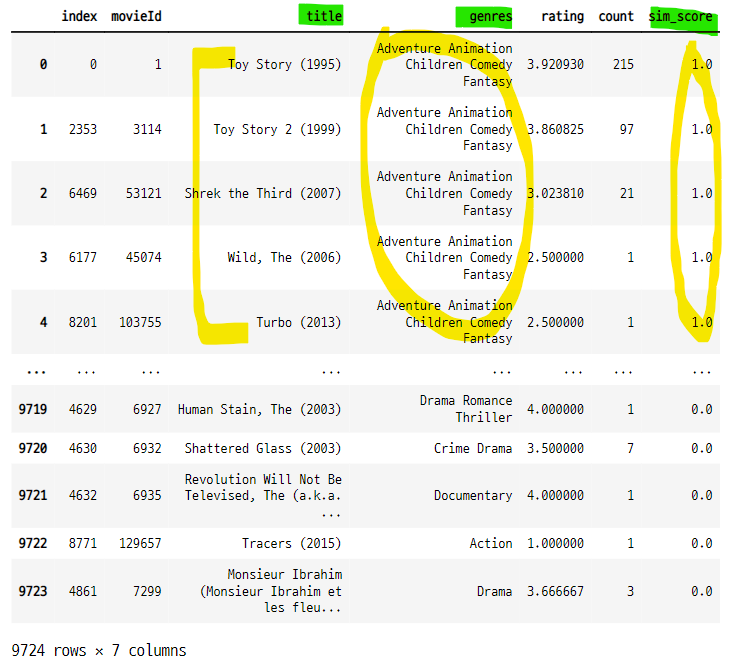 index movieId title genres rating count sim_score
Adventure Animation
0 0 1 Toy Story (1995) Children Comedy 3.920930 215 1.0
Fantasy
Adventure Animation
1 2353 3114 Toy Story 2 (1999) Children Comedy 3.860825 97 1.0
Fantasy
Adventure Animation
2 6469 53121 Shrek the Third (2007) Children Comedy 3.023810 21 1.0
Fantasy
Adventure Animation
3 6177 45074 Wild, The (2006) Children Comedy 2.500000 1 1.0
Fantasy
Adventure Animation
4 8201 103755 Turbo (2013) Children Comedy 2.500000 1 1.0
Fantasy
... ... ... ... ... ... ... ...
Drama Romance
9719 4629 6927 Human Stain, The (2003) 4.000000 1 0.0
Thriller
9720 4630 6932 Shattered Glass (2003) Crime Drama 3.500000 7 0.0
Revolution Will Not Be
9721 4632 6935 Televised, The (a.k.a. Documentary 4.000000 1 0.0
...
9722 8771 129657 Tracers (2015) Action 1.000000 1 0.0
Monsieur Ibrahim
9723 4861 7299 (Monsieur Ibrahim et Drama 3.666667 3 0.0
les fleu...
9724 rows × 7 columns